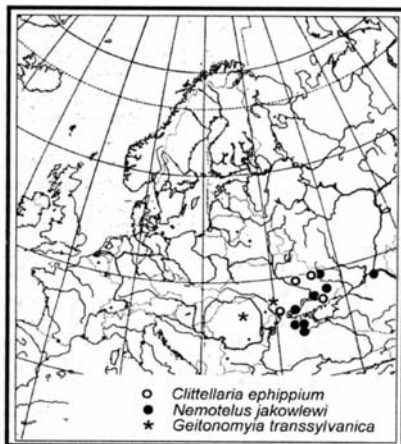 o Clittellaria ephippium
● Nemotelus jakowlewi
* Geitonomyia transsylvanica